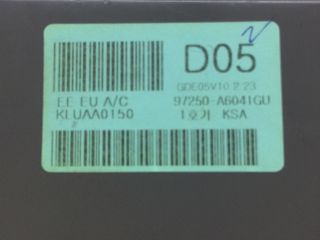 D05
GDE05V10.2.23
EE EU A/C
97250-A6041GU
KLUAA0150
1호기 KSA